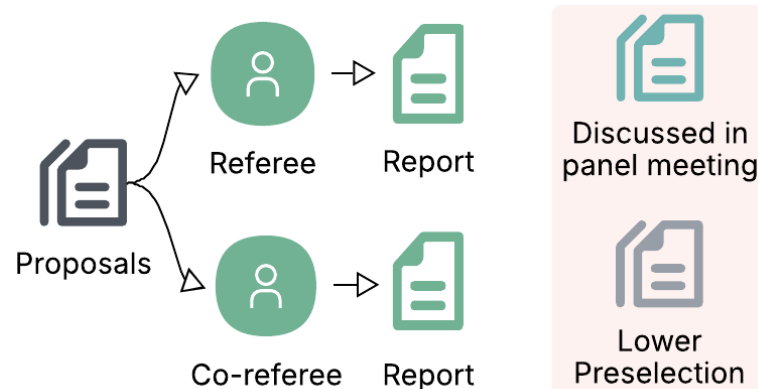 Proposals
Referee
Report
Co-referee
Report
Discussed in
panel meeting
Lower
Preselection